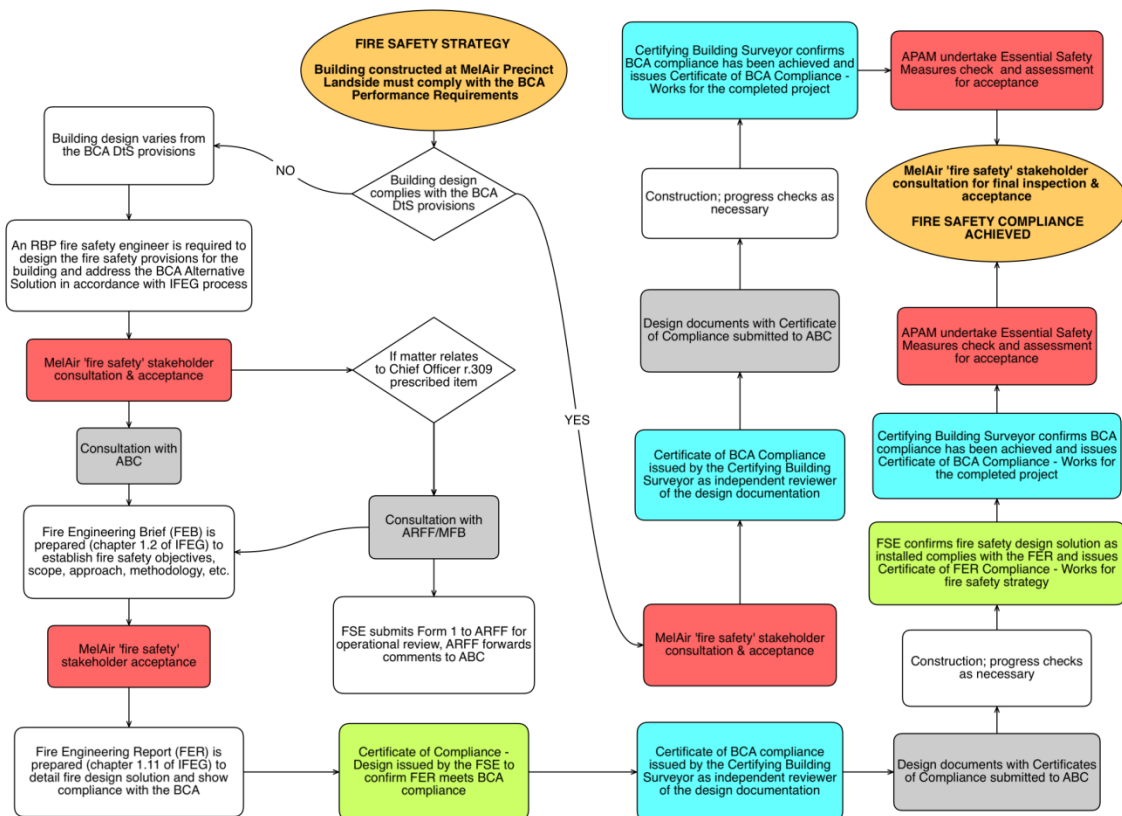 FIRE SAFETY STRATEGY
Building constructed at MelAir Precinct
Landside must comply with the BCA
Performance Requirements
Building design
complies with the BCA
DtS provisions
NO
YES
Building design varies from
the BCA DtS provisions
An RBP fire safety engineer is required to
design the fire safety provisions for the
building and address the BCA Alternative
Solution in accordance with IFEG process
MelAir 'fire safety' stakeholder
consultation & acceptance
If matter relates
to Chief Officer r.309
prescribed item
Consultation with
ABC
Consultation with
ARFF/MFB
Fire Engineering Brief (FEB) is
prepared (chapter 1.2 of IFEG) to
establish fire safety objectives,
scope, approach, methodology, etc.
FSE submits Form 1 to ARFF for
operational review, ARFF forwards
comments to ABC
MelAir 'fire safety'
stakeholder acceptance
Fire Engineering Report (FER) is
prepared (chapter 1.11 of IFEG) to
detail fire design solution and show
compliance with the BCA
Certificate of Compliance -
Design issued by the FSE to
confirm FER meets BCA
compliance
Certificate of BCA compliance
issued by the Certifying Building
Surveyor as independent reviewer
of the design documentation
Design documents with Certificates
of Compliance submitted to ABC
Construction; progress checks
as necessary
FSE confirms fire safety design solution as
installed complies with the FER and issues
Certificate of FER Compliance - Works for
fire safety strategy
Certifying Building Surveyor confirms BCA
compliance has been achieved and issues
Certificate of BCA Compliance - Works for
the completed project
APAM undertake Essential Safety
Measures check and assessment
for acceptance
MelAir 'fire safety' stakeholder
consultation & acceptance
Certificate of BCA Compliance
issued by the Certifying Building
Surveyor as independent reviewer
of the design documentation
Design documents with Certificate
of Compliance submitted to ABC
Construction; progress checks as
necessary
Certifying Building Surveyor confirms
BCA compliance has been achieved and
issues Certificate of BCA Compliance -
Works for the completed project
APAM undertake Essential Safety
Measures check and assessment
for acceptance
MelAir 'fire safety' stakeholder
consultation for final inspection &
acceptance
FIRE SAFETY COMPLIANCE
ACHIEVED